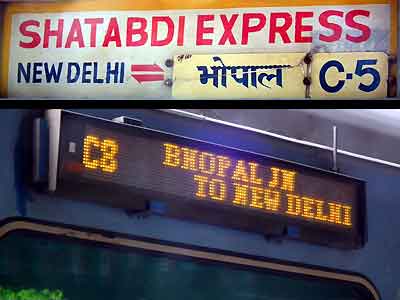 SHATABDI EXPRESS
NEW DELHI भोपाल C-5
C8 BHOPAL JN
TO NEW DELHI